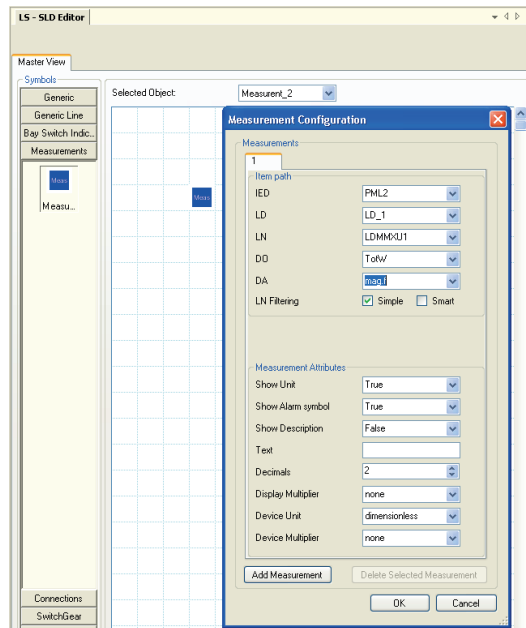 LS - SLD Editor
Master View
Symbols
Generic
Generic Line
Bay Switch Indic..
Measurements
Meas
Measu...
Connections
SwitchGear
Selected Object:
Measurent_2
Meas
Measurement Configuration
Measurements
1
Item path
IED
PML2
LD
LD_1
LN
LDMMXU1
DO
TotW
DA
mag.f
LN Filtering
Simple
Smart
Measurement Attributes
Show Unit
True
Show Alarm symbol
True
Show Description
False
Text
Decimals
2
Display Multiplier
none
Device Unit
dimensionless
Device Multiplier
none
Add Measurement
Delete Selected Measurement
OK
Cancel